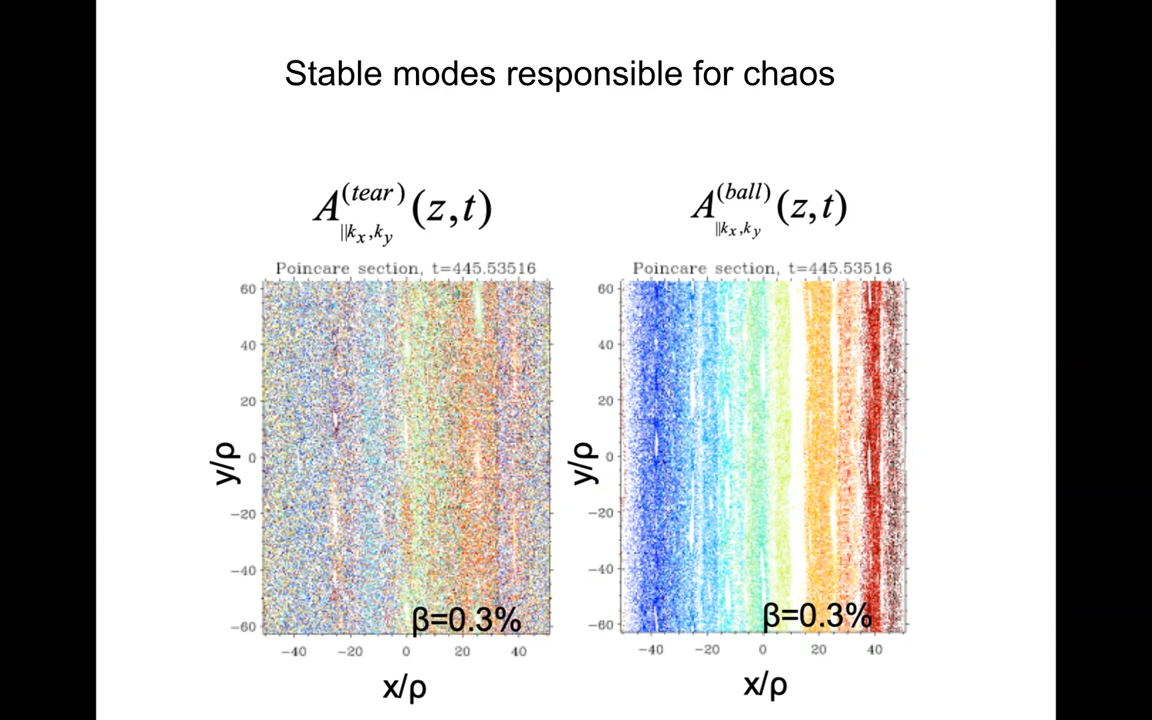 Stable modes responsible for chaos
A∥kx,ky(tear)(z,t)
A∥kx,ky(ball)(z,t)
Poincare section, t=445.53516
60
40
20
0
−20
−40
−60
y/ρ
β=0.3%
−40 −20 0 20 40
x/ρ
Poincare section, t=445.53516
60
40
20
0
−20
−40
−60
y/ρ
β=0.3%
−40 −20 0 20 40
x/ρ